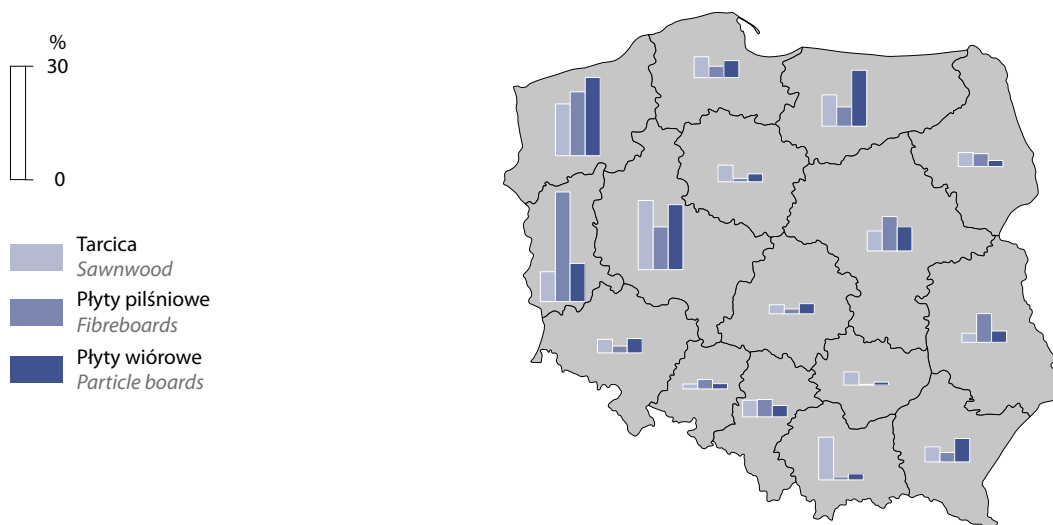 %
30
0
Tarcica
Sawnwood
Płyty pilśniowe
Fibreboards
Płyty wiórowe
Particle boards